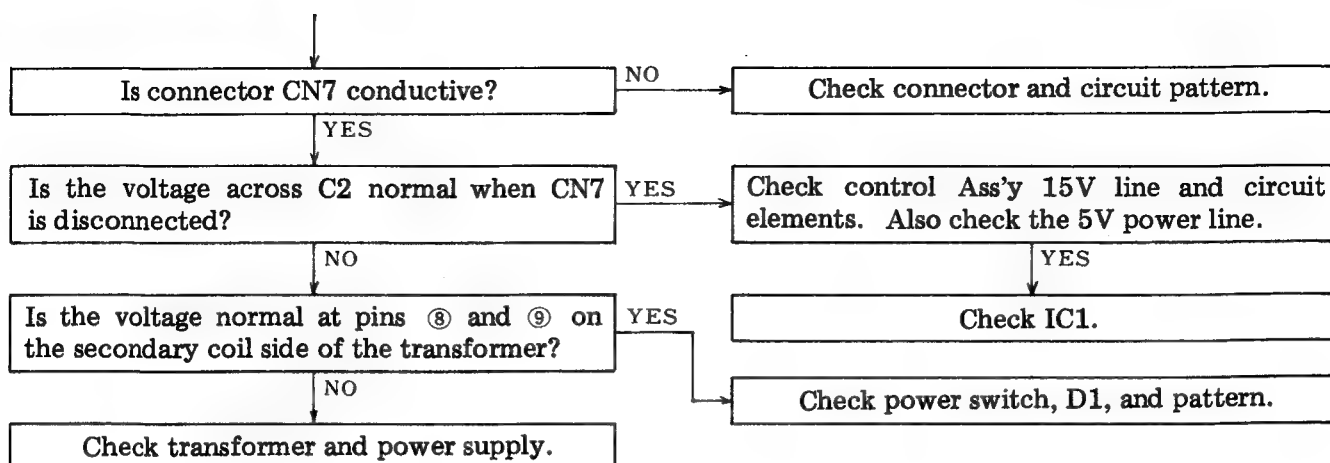 Is connector CN7 conductive?
NO
Check connector and circuit pattern.
YES
Is the voltage across C2 normal when CN7
is disconnected?
YES
Check control Ass'y 15V line and circuit
elements. Also check the 5V power line.
NO
YES
Is the voltage normal at pins ⑧ and ⑨ on
the secondary coil side of the transformer?
YES
Check IC1.
NO
Check power switch, D1, and pattern.
Check transformer and power supply.